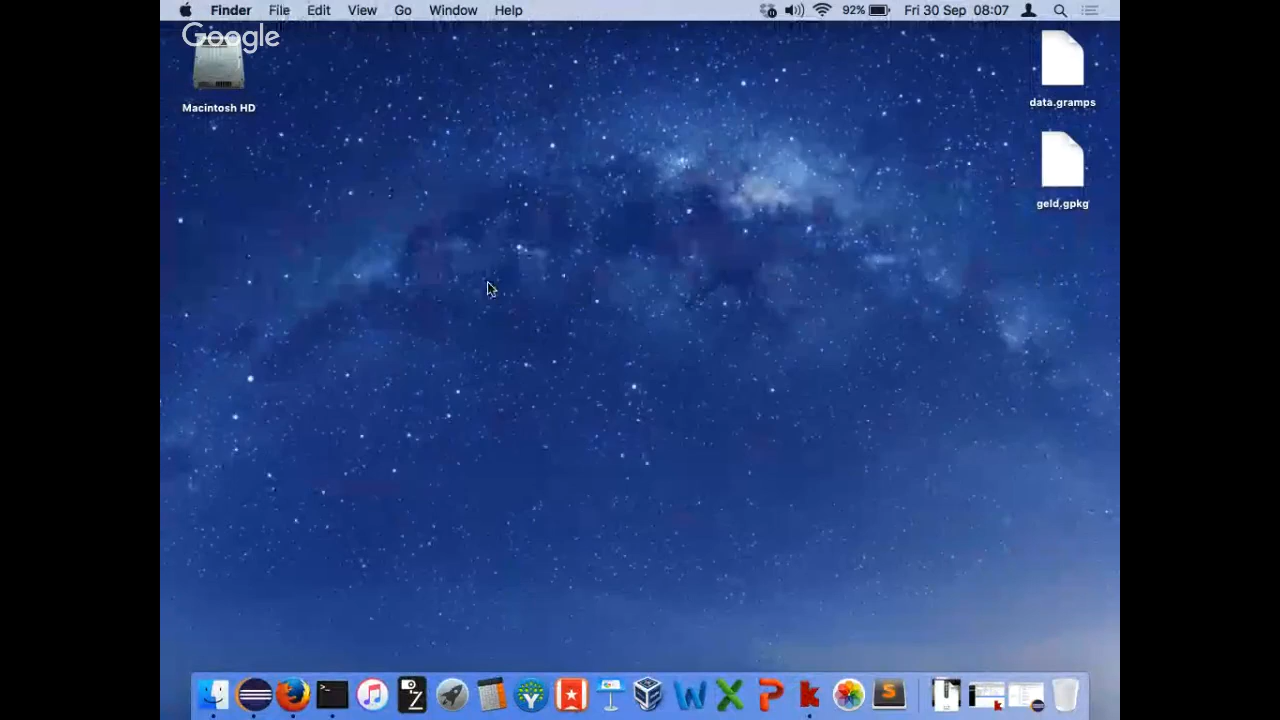 Finder File Edit View Go Window Help 92% Fri 30 Sep 08:07
Google
Macintosh HD
data.gramps
geld.gpkg